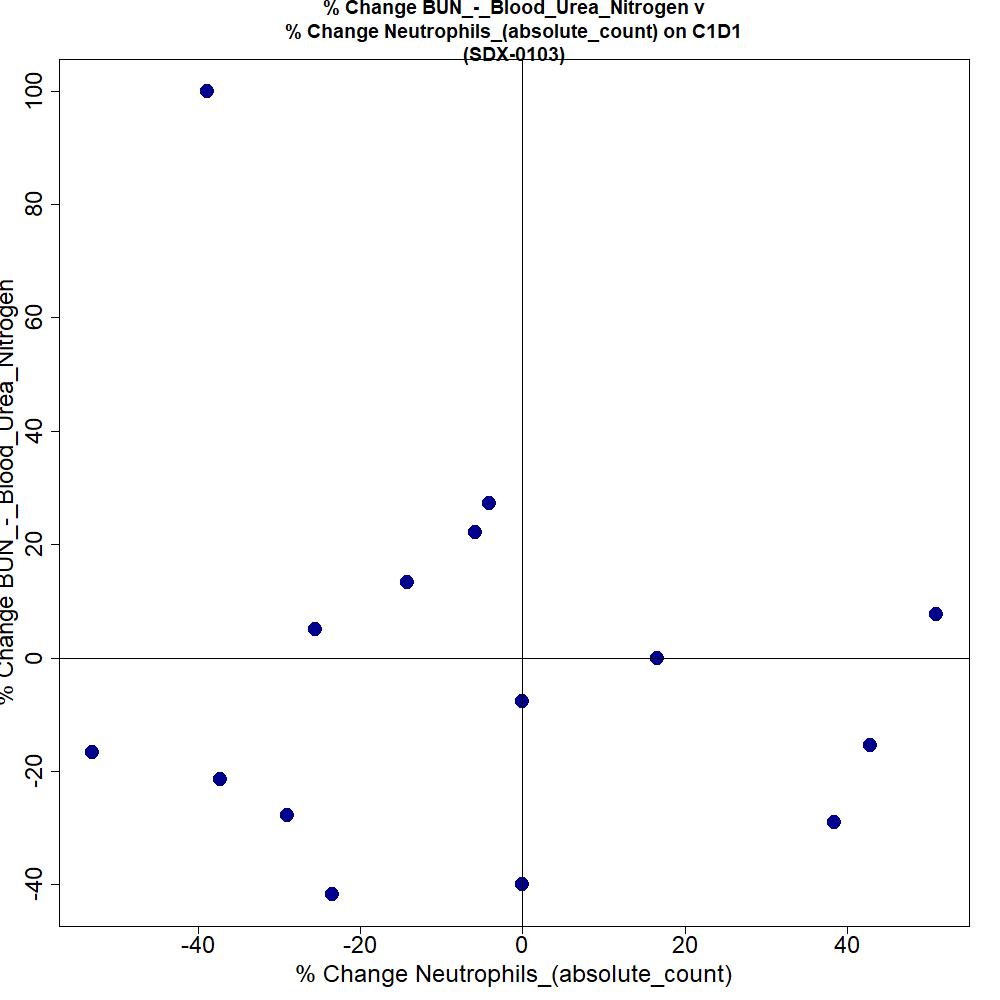 % Change BUN_-_Blood_Urea_Nitrogen v
% Change Neutrophils_(absolute_count) on C1D1
(SDX-0103)
% Change BUN_-_Blood_Urea_Nitrogen
100
80
60
40
20
0
-20
-40
-40
-20
0
20
40
% Change Neutrophils_(absolute_count)